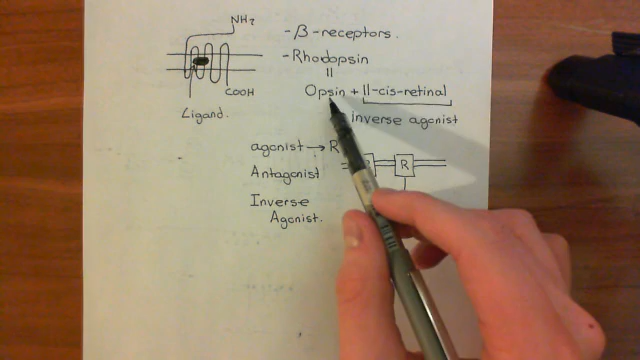 NH₂
- β-receptors.
- Rhodopsin
Opsin + 11-cis-retinal
COOH
Ligand.
inverse agonist
agonist → R
R
Antagonist
Inverse
Agonist.